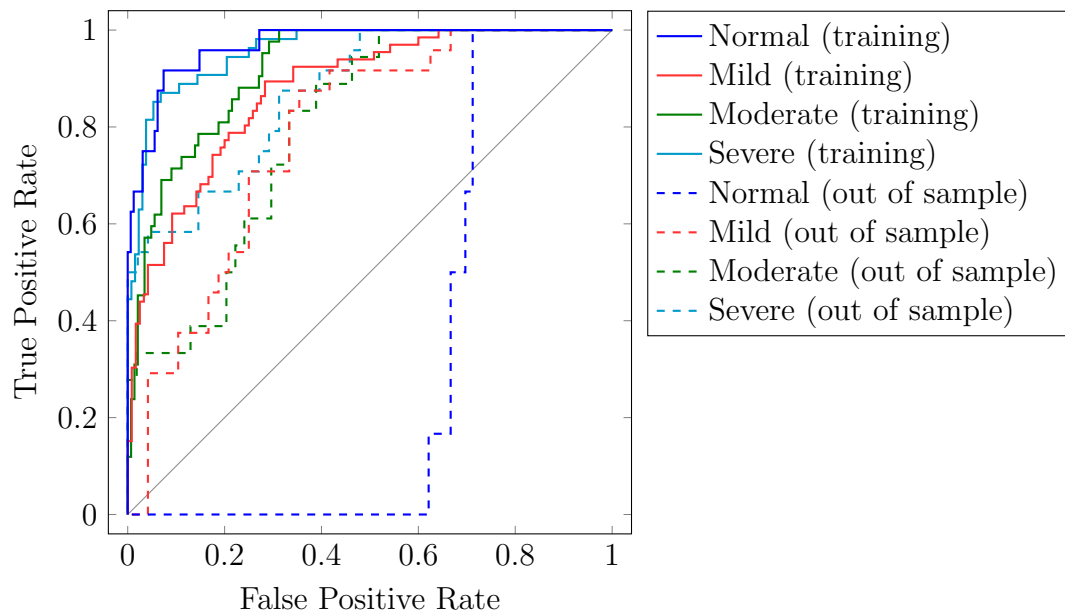 1
0.8
0.6
0.4
0.2
0
0 0.2 0.4 0.6 0.8 1
True Positive Rate
False Positive Rate
Normal (training)
Mild (training)
Moderate (training)
Severe (training)
Normal (out of sample)
Mild (out of sample)
Moderate (out of sample)
Severe (out of sample)